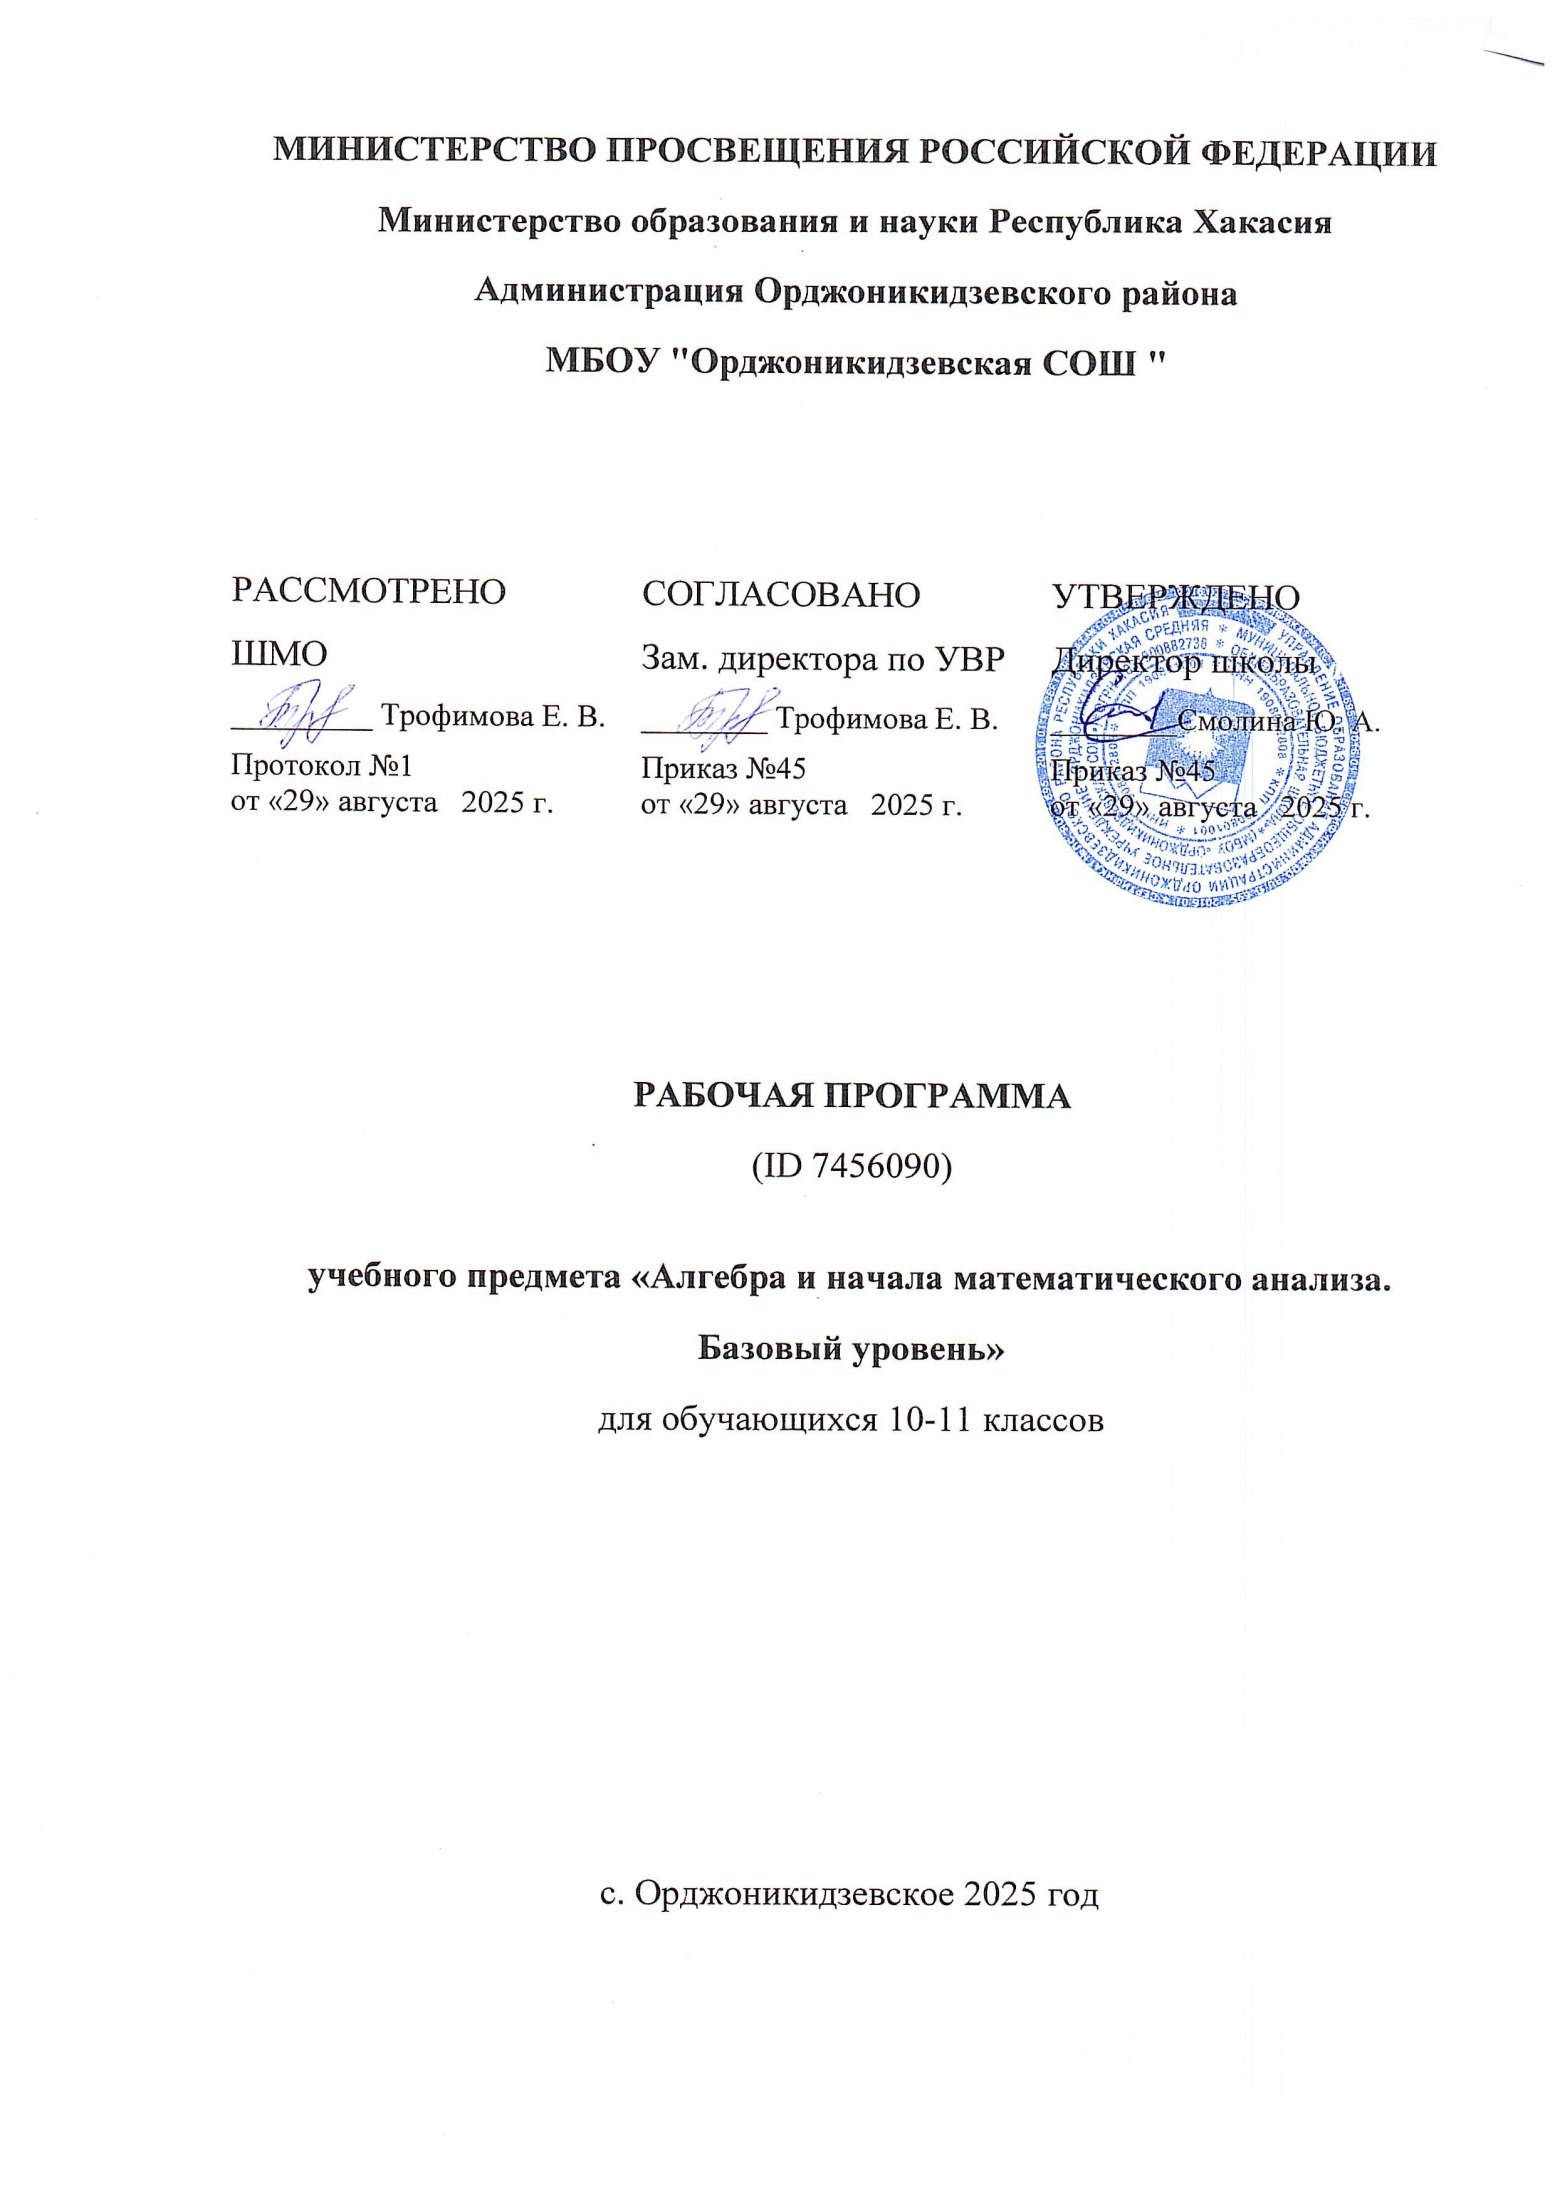 МИНИСТЕРСТВО ПРОСВЕЩЕНИЯ РОССИЙСКОЙ ФЕДЕРАЦИИ
Министерство образования и науки Республика Хакасия
Администрация Орджоникидзевского района
МБОУ "Орджоникидзевская СОШ "
РАССМОТРЕНО
ШМО
Трофимова Е. В.
Протокол №1
от «29» августа 2025 г.
СОГЛАСОВАНО
Зам. директора по УВР
Трофимова Е. В.
Приказ №45
от «29» августа 2025 г.
УТВЕРЖДЕНО
Директор школы
Смолина Ю. А.
Приказ №45
от «29» августа 2025 г.
РАБОЧАЯ ПРОГРАММА
(ID 7456090)
учебного предмета «Алгебра и начала математического анализа.
Базовый уровень»
для обучающихся 10-11 классов
с. Орджоникидзевское 2025 год